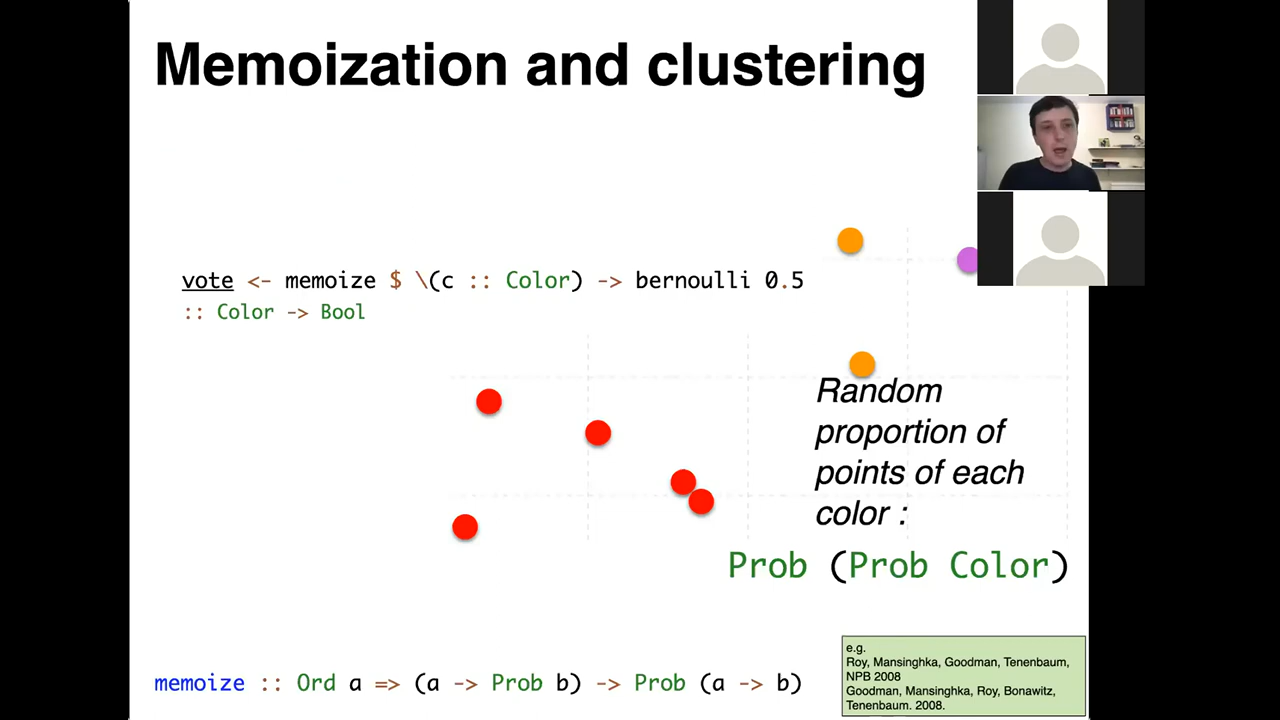 Memoization and clustering
vote <- memoize $ \(c :: Color) -> bernoulli 0.5
:: Color -> Bool
Random
proportion of
points of each
color :
Prob (Prob Color)
memoize :: Ord a => (a -> Prob b) -> Prob (a -> b)
e.g.
Roy, Mansinghka, Goodman, Tenenbaum,
NPB 2008
Goodman, Mansinghka, Roy, Bonawitz,
Tenenbaum. 2008.